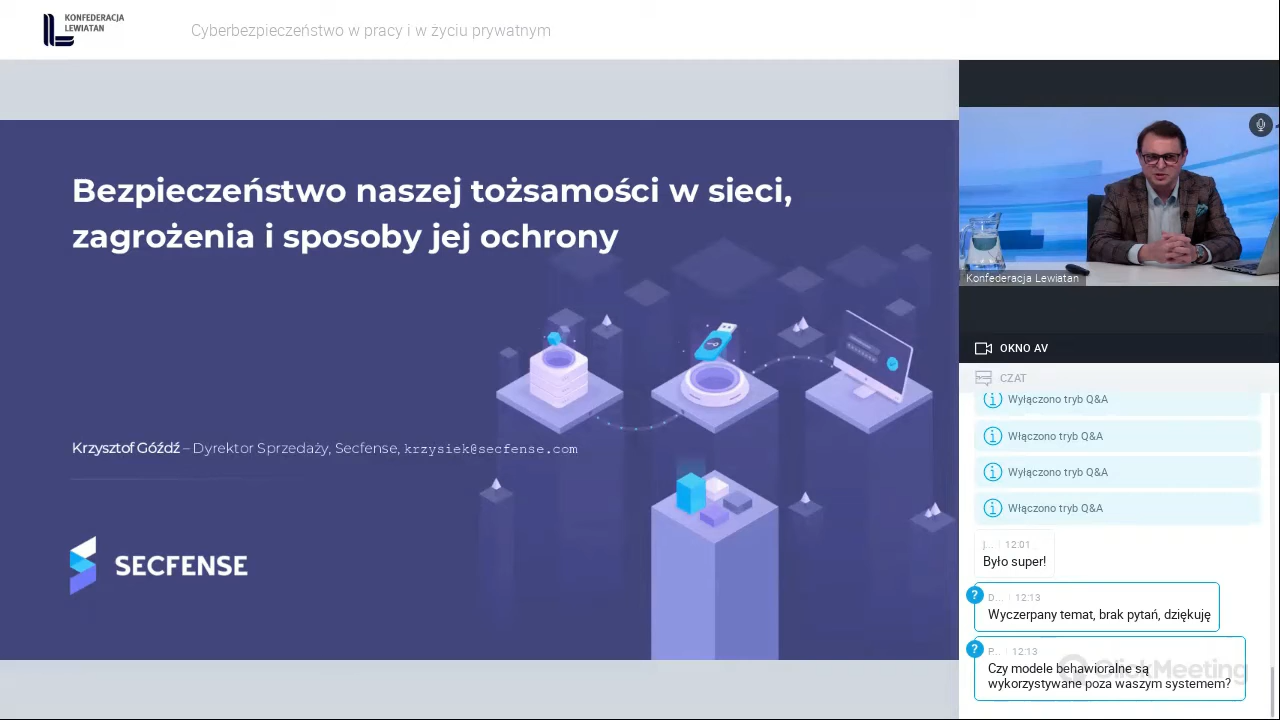 KONFEDERACJA
LEWIATAN
Cyberbezpieczeństwo w pracy i w życiu prywatnym
Bezpieczeństwo naszej tożsamości w sieci,
zagrożenia i sposoby jej ochrony
Krzysztof Góźdź – Dyrektor Sprzedaży, Secfense, krzysiek@secfense.com
SECFENSE
Konfederacja Lewiatan
OKNO AV
CZAT
Wyłączono tryb Q&A
Włączono tryb Q&A
Wyłączono tryb Q&A
Włączono tryb Q&A
j... 12:01
Było super!
D... 12:13
Wyczerpany temat, brak pytań, dziękuję
P... 12:13
Czy modele behawioralne są
wykorzystywane poza waszym systemem?
ClickMeeting